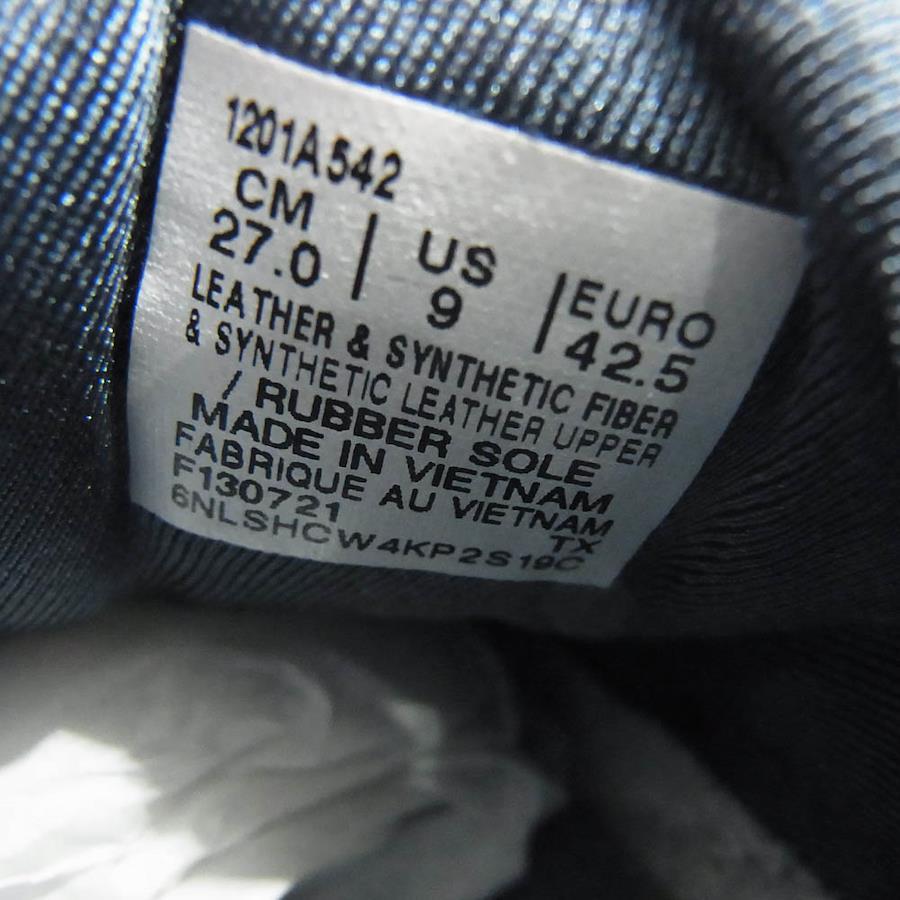 1201A542
CM | US | EURO
27.0 9 42.5
LEATHER & SYNTHETIC FIBER
& SYNTHETIC LEATHER UPPER
/ RUBBER SOLE
MADE IN VIETNAM
FABRIQUE AU VIETNAM
F130721 TX
6NLSHCW4KP2S19C